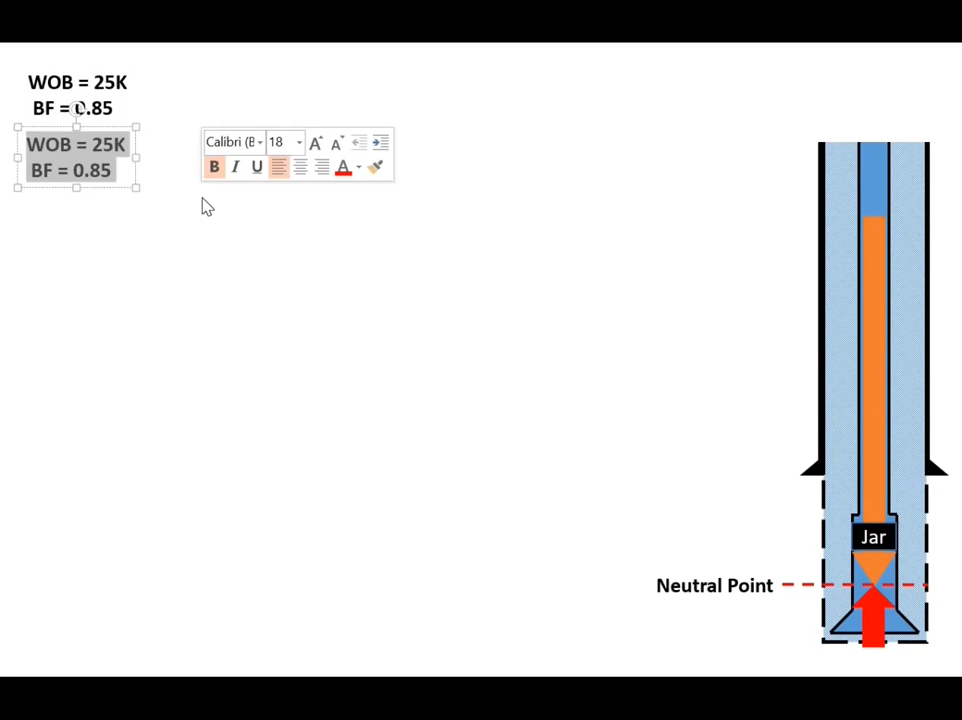 WOB = 25K
BF = 0.85
WOB = 25K
BF = 0.85
Calibri (B
18
B I U A
Jar
Neutral Point